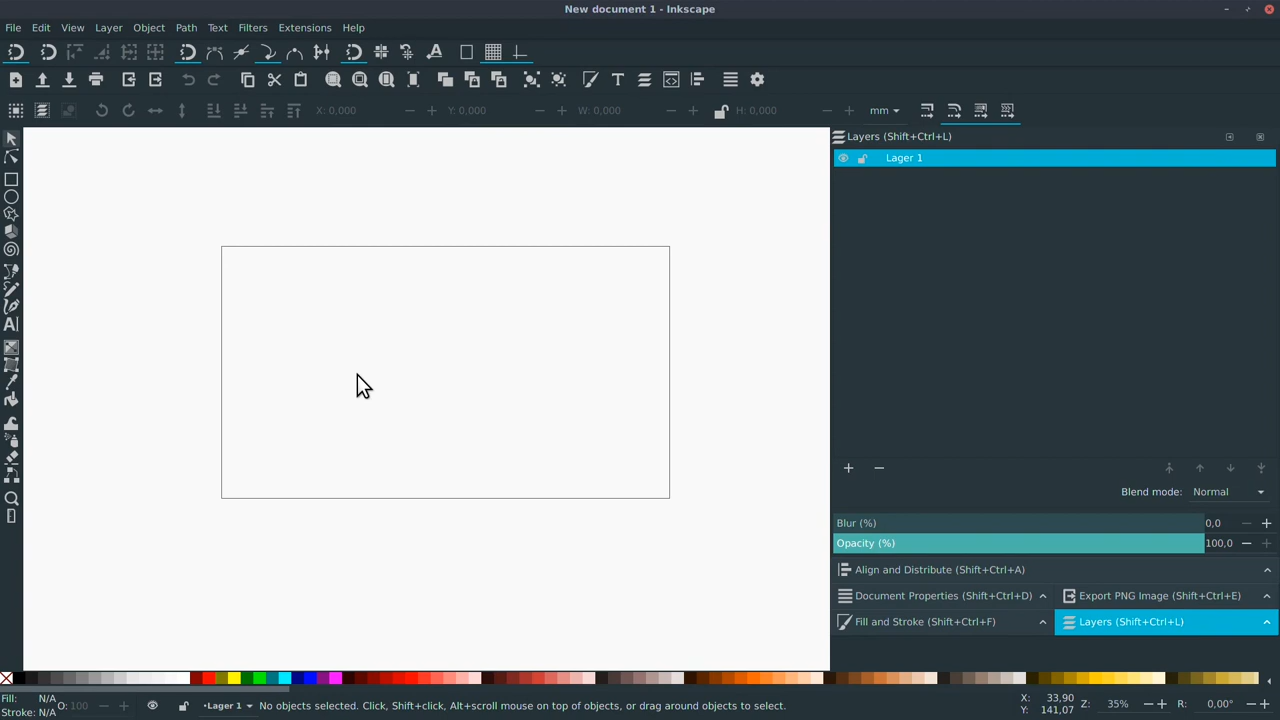 New document 1 - Inkscape
File Edit View Layer Object Path Text Filters Extensions Help
X: 0,000 Y: 0,000 W: 0,000 H: 0,000 mm
Layers (Shift+Ctrl+L)
Lager 1
Blend mode: Normal
Blur (%) 0,0
Opacity (%) 100,0
Align and Distribute (Shift+Ctrl+A)
Document Properties (Shift+Ctrl+D) Export PNG Image (Shift+Ctrl+E)
Fill and Stroke (Shift+Ctrl+F) Layers (Shift+Ctrl+L)
Fill: N/A
Stroke: N/A
O: 100
•Lager 1
No objects selected. Click, Shift+click, Alt+scroll mouse on top of objects, or drag around objects to select.
X: 33,90
Y: 141,07
Z: 35% R: 0,00°